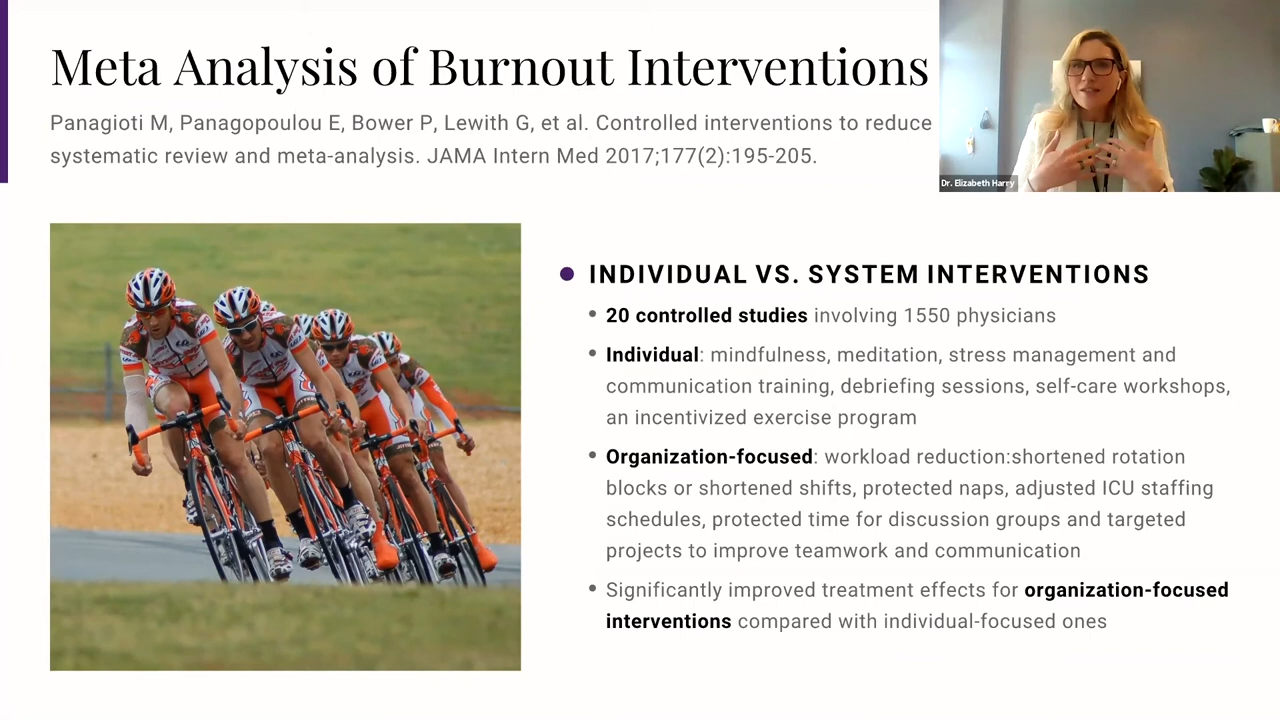 Meta Analysis of Burnout Interventions
Panagioti M, Panagopoulou E, Bower P, Lewith G, et al. Controlled interventions to reduce
systematic review and meta-analysis. JAMA Intern Med 2017;177(2):195-205.
Dr. Elizabeth Harry
INDIVIDUAL VS. SYSTEM INTERVENTIONS
20 controlled studies involving 1550 physicians
Individual: mindfulness, meditation, stress management and
communication training, debriefing sessions, self-care workshops,
an incentivized exercise program
Organization-focused: workload reduction:shortened rotation
blocks or shortened shifts, protected naps, adjusted ICU staffing
schedules, protected time for discussion groups and targeted
projects to improve teamwork and communication
Significantly improved treatment effects for organization-focused
interventions compared with individual-focused ones